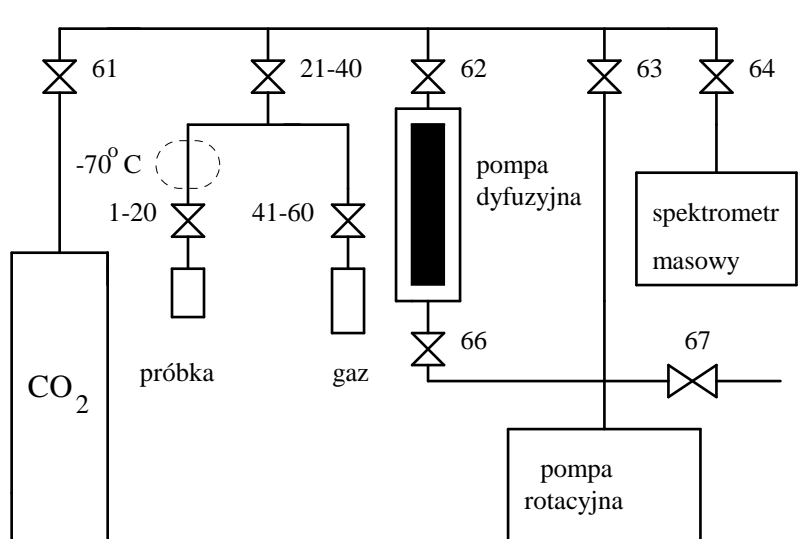 61
21-40
62
63
64
-70° C
1-20
41-60
pompa
dyfuzyjna
spektrometr
masowy
66
67
próbka
gaz
CO2
pompa
rotacyjna